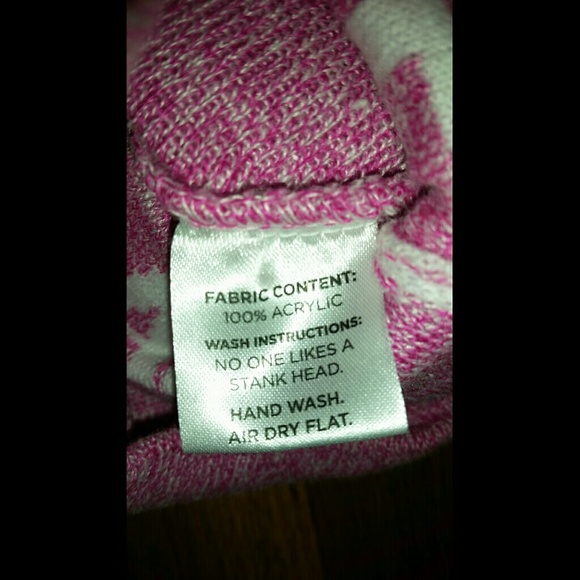 FABRIC CONTENT:
100% ACRYLIC
WASH INSTRUCTIONS:
NO ONE LIKES A
STANK HEAD.
HAND WASH.
AIR DRY FLAT.